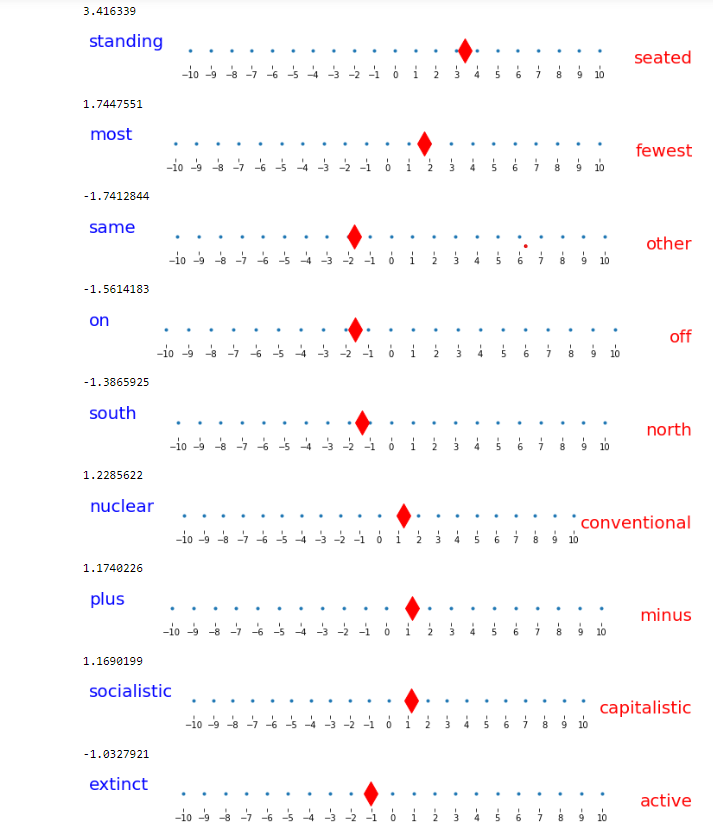 3.416339
standing
−10 −9 −8 −7 −6 −5 −4 −3 −2 −1 0 1 2 3 4 5 6 7 8 9 10
seated
1.7447551
most
−10 −9 −8 −7 −6 −5 −4 −3 −2 −1 0 1 2 3 4 5 6 7 8 9 10
fewest
-1.7412844
same
−10 −9 −8 −7 −6 −5 −4 −3 −2 −1 0 1 2 3 4 5 6 7 8 9 10
other
-1.5614183
on
−10 −9 −8 −7 −6 −5 −4 −3 −2 −1 0 1 2 3 4 5 6 7 8 9 10
off
-1.3865925
south
−10 −9 −8 −7 −6 −5 −4 −3 −2 −1 0 1 2 3 4 5 6 7 8 9 10
north
1.2285622
nuclear
−10 −9 −8 −7 −6 −5 −4 −3 −2 −1 0 1 2 3 4 5 6 7 8 9 10
conventional
1.1740226
plus
−10 −9 −8 −7 −6 −5 −4 −3 −2 −1 0 1 2 3 4 5 6 7 8 9 10
minus
1.1690199
socialistic
−10 −9 −8 −7 −6 −5 −4 −3 −2 −1 0 1 2 3 4 5 6 7 8 9 10
capitalistic
-1.0327921
extinct
−10 −9 −8 −7 −6 −5 −4 −3 −2 −1 0 1 2 3 4 5 6 7 8 9 10
active